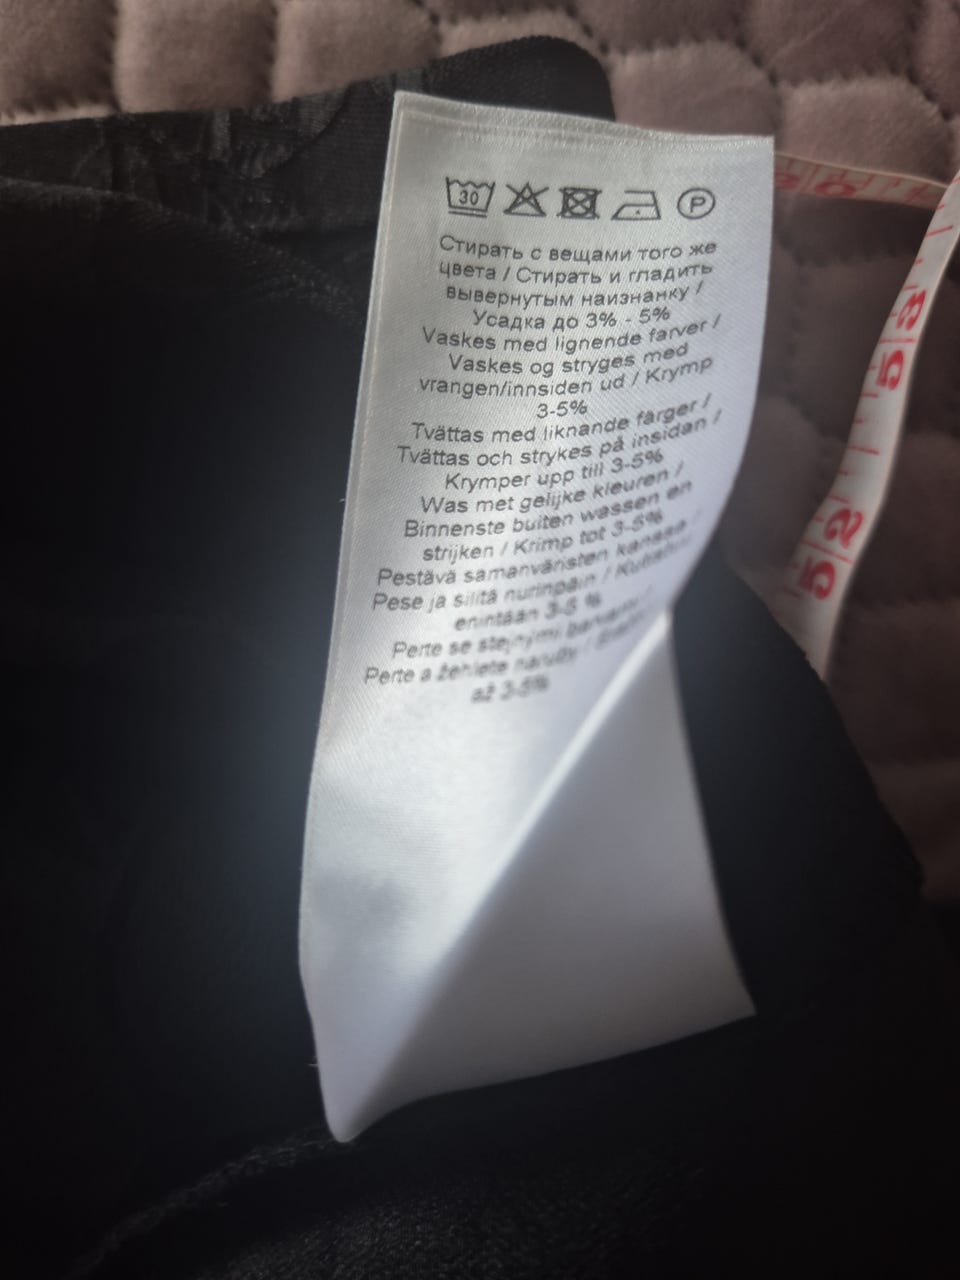 30 P
Стирать с вещами того же
цвета / Стирать и гладить
вывернутым наизнанку /
Усадка до 3% - 5%
Vaskes med lignende farver /
Vaskes og stryges med
vrangen/innsiden ud / Krymp
3-5%
Tvättas med liknande färger /
Tvättas och strykes på insidan /
Krymper upp till 3-5%
Was met gelijke kleuren /
Binnenste buiten wassen en
strijken / Krimp tot 3-5%
Pestävä samanväristen kanssa /
Pese ja silitä nurinpäin /
enintään 3-5 %
Perte se stejnými barvami /
Perte a žehlete naruby /
až 3-5%
53
52